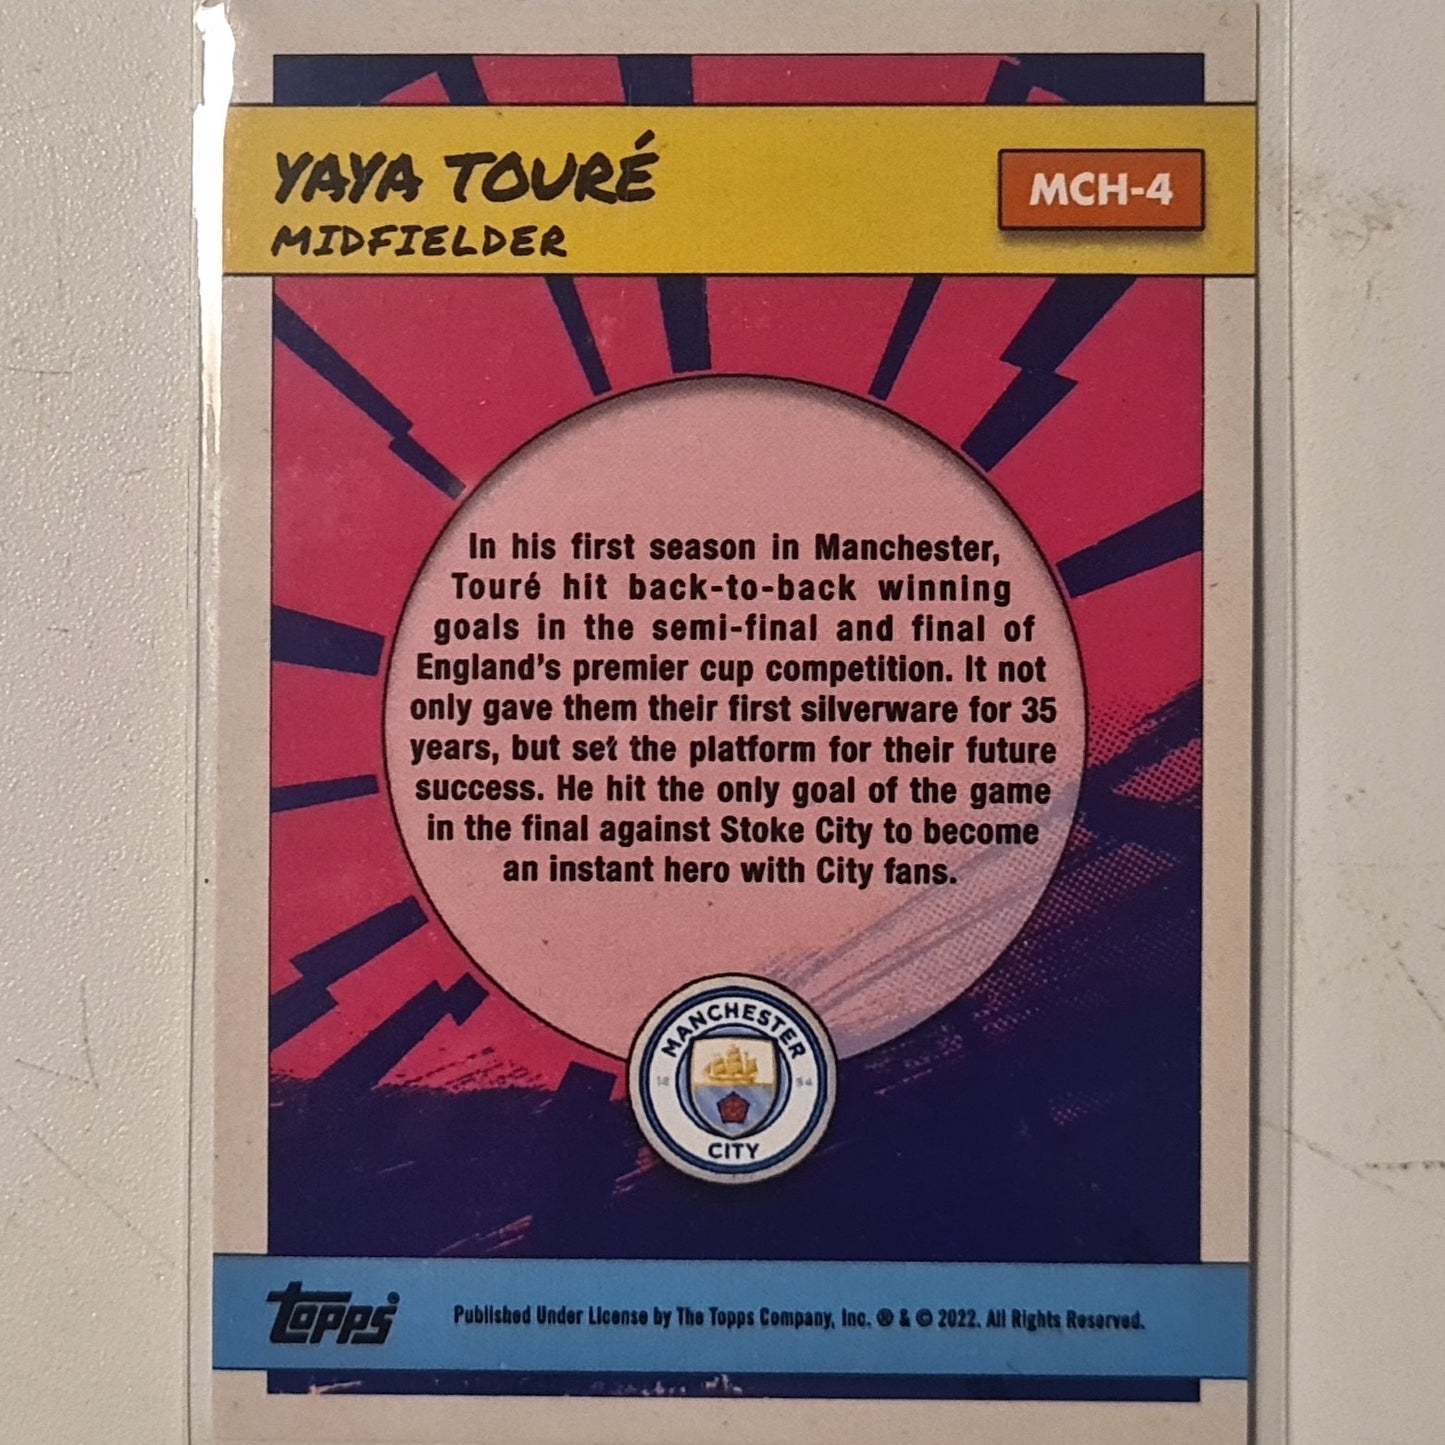 YAYA TOURÉ
MCH-4
MIDFIELDER
In his first season in Manchester,
Touré hit back-to-back winning
goals in the semi-final and final of
England's premier cup competition. It not
only gave them their first silverware for 35
years, but set the platform for their future
success. He hit the only goal of the game
in the final against Stoke City to become
an instant hero with City fans.
MANCHESTER
18 94
CITY
topps
Published Under License by The Topps Company, Inc. ® & © 2022. All Rights Reserved.